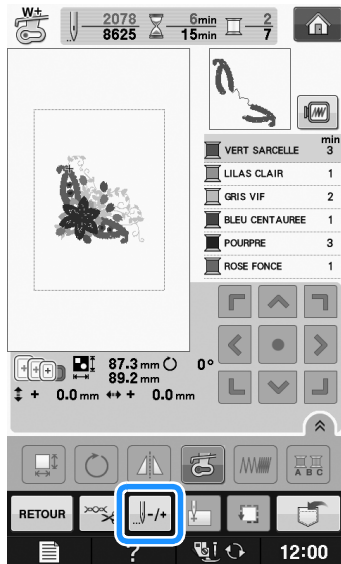 W+
2078 6min 2
8625 15min 7
min
VERT SARCELLE 3
LILAS CLAIR 1
GRIS VIF 2
BLEU CENTAUREE 1
POURPRE 3
ROSE FONCE 1
87.3 mm 0°
89.2 mm
+ 0.0 mm + 0.0 mm
A B C
RETOUR -/+
? 12:00